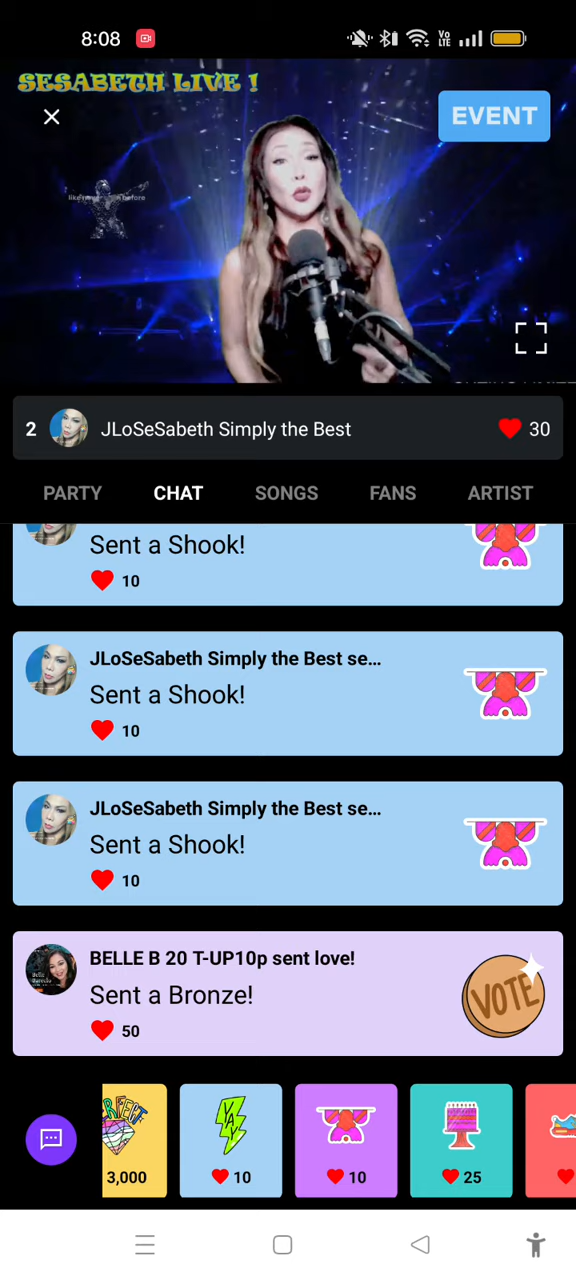 8:08
Vo
LTE
SESABETH LIVE !
EVENT
2 JLoSeSabeth Simply the Best 30
PARTY CHAT SONGS FANS ARTIST
Sent a Shook!
10
JLoSeSabeth Simply the Best se...
Sent a Shook!
10
JLoSeSabeth Simply the Best se...
Sent a Shook!
10
BELLE B 20 T-UP10p sent love!
Sent a Bronze!
VOTE
50
YAY
3,000 10 10 25